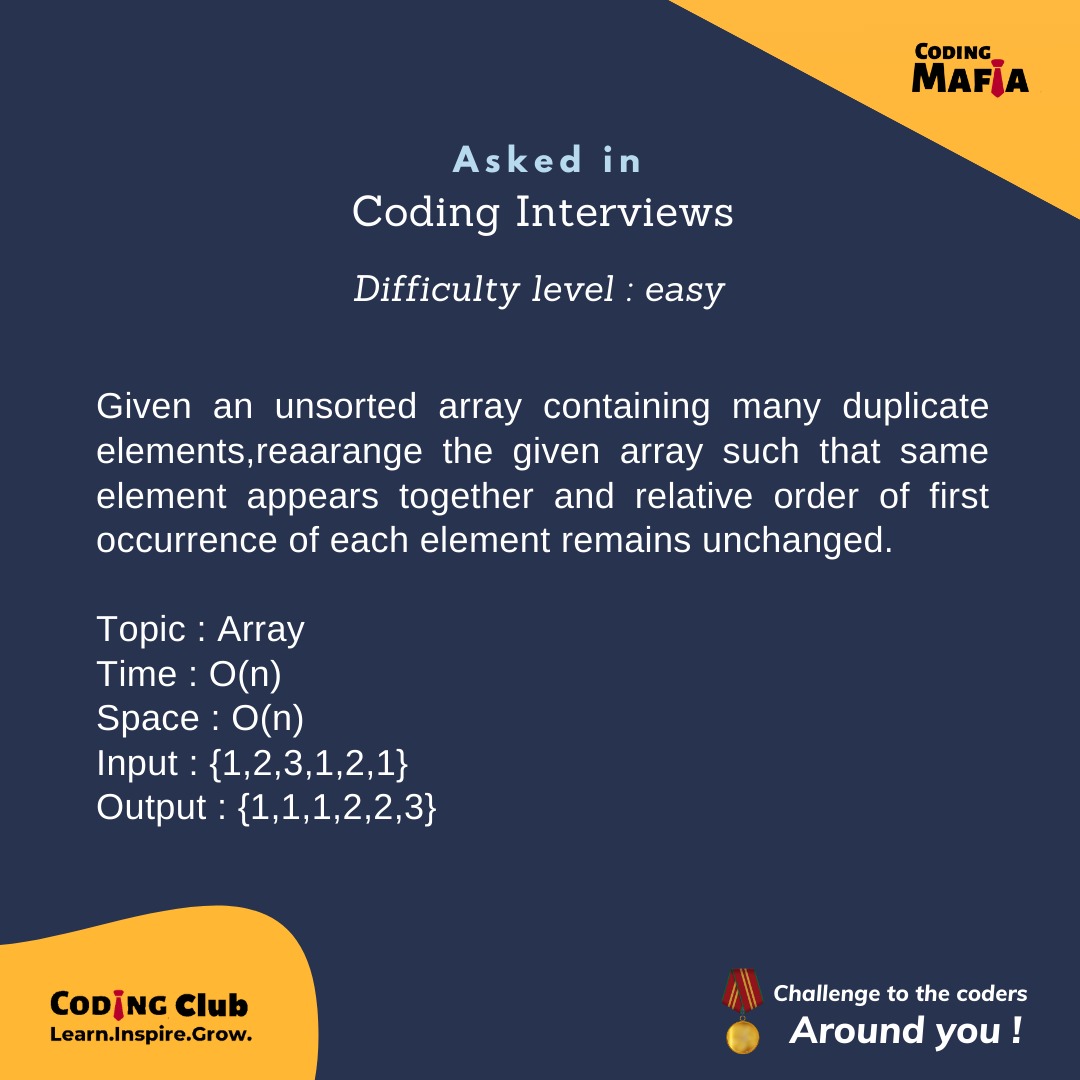 CODING
MAFIA
Asked in
Coding Interviews
Difficulty level : easy
Given an unsorted array containing many duplicate
elements,reaarange the given array such that same
element appears together and relative order of first
occurrence of each element remains unchanged.
Topic : Array
Time : O(n)
Space : O(n)
Input : {1,2,3,1,2,1}
Output : {1,1,1,2,2,3}
CODING Club
Learn.Inspire.Grow.
Challenge to the coders
Around you !